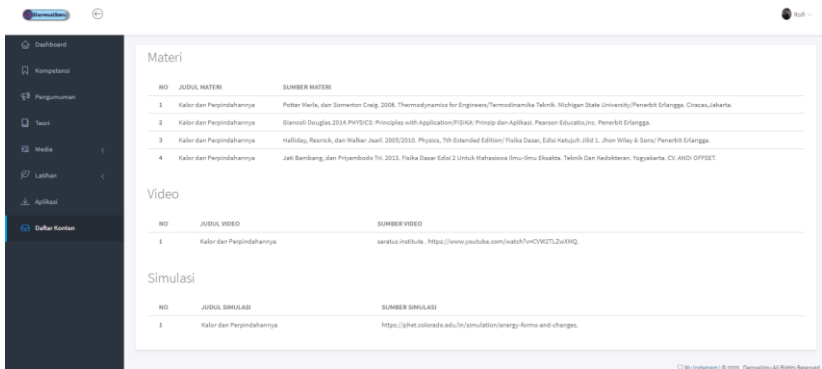 Rofi
Dashboard
Kompetensi
Pengumuman
Teori
Media
Latihan
Aplikasi
Daftar Konten
Materi
NO JUDUL MATERI SUMBER MATERI
1 Kalor dan Perpindahannya Potter Merle, dan Somerton Craig. 2008. Thermodynamics for Engineers/Termodinamika Teknik. Michigan State University/Penerbit Erlangga. Ciracas,Jakarta.
2 Kalor dan Perpindahannya Giancoli Douglas.2014.PHYSICS: Principles with Application/FISIKA: Prinsip dan Aplikasi. Pearson Educatio,Inc. Penerbit Erlangga.
3 Kalor dan Perpindahannya Halliday, Resnick, dan Walker Jearl. 2005/2010. Physics, 7th Extended Edition/ Fisika Dasar, Edisi Katujuh Jilid 1. Jhon Wiley & Sons/ Penerbit Erlangga.
4 Kalor dan Perpindahannya Jati Bambang, dan Priyambodo Tri. 2013. Fisika Dasar Edisi 2 Untuk Mahasiswa Ilmu-Ilmu Eksakta. Teknik Dan Kedokteran. Yogyakarta. CV. ANDI OFFSET.
Video
NO JUDUL VIDEO SUMBER VIDEO
1 Kalor dan Perpindahannya seratus institute . https://www.youtube.com/watch?v=CVW2TLZwXMQ.
Simulasi
NO JUDUL SIMULASI SUMBER SIMULASI
1 Kalor dan Perpindahannya https://phet.colorado.edu/in/simulation/energy-forms-and-changes.
My Instagram | © 2020 All Rights Reserved